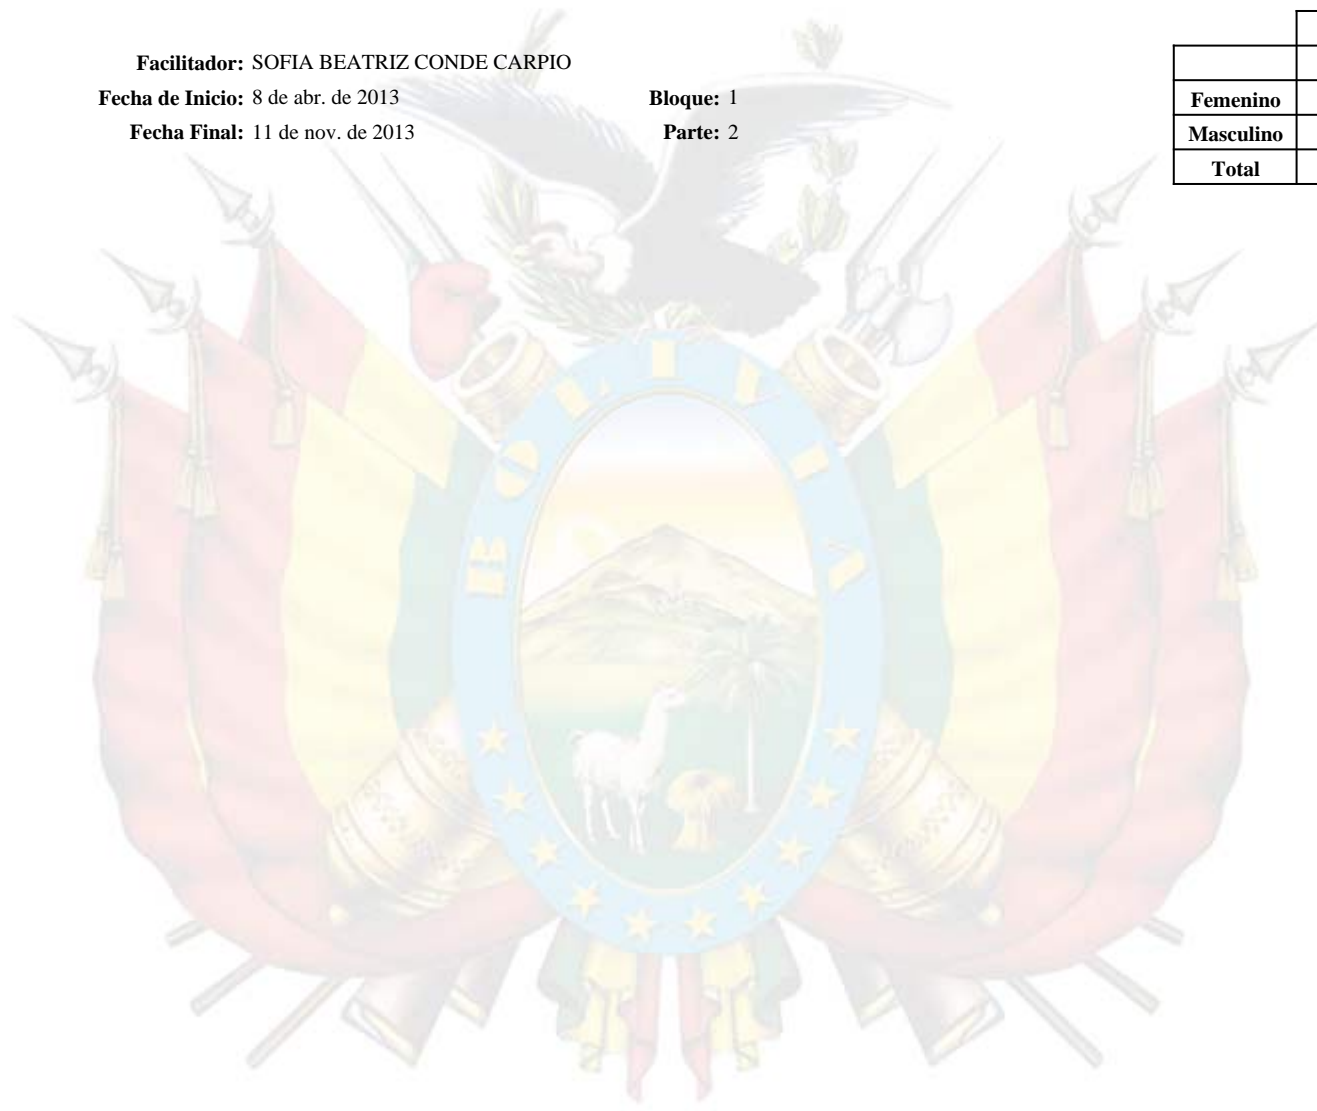 Facilitador: SOFIA BEATRIZ CONDE CARPIO
Fecha de Inicio: 8 de abr. de 2013 Bloque: 1
Fecha Final: 11 de nov. de 2013 Parte: 2
Femenino
Masculino
Total
BOLIVIA